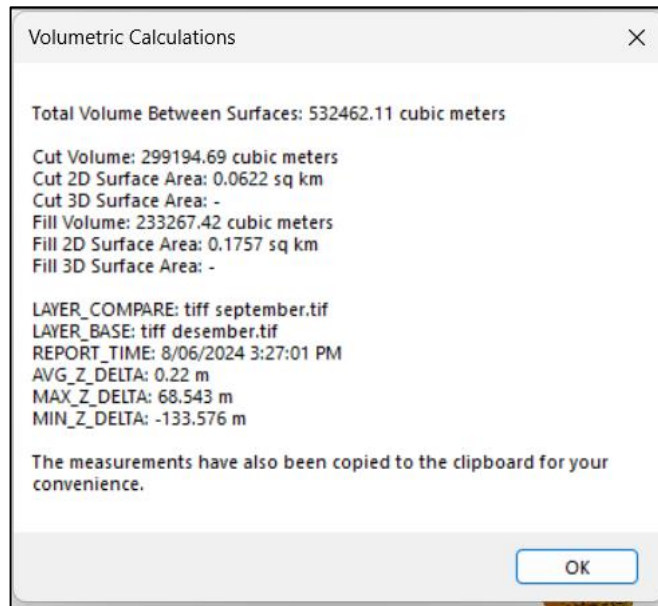 Volumetric Calculations
Total Volume Between Surfaces: 532462.11 cubic meters
Cut Volume: 299194.69 cubic meters
Cut 2D Surface Area: 0.0622 sq km
Cut 3D Surface Area: -
Fill Volume: 233267.42 cubic meters
Fill 2D Surface Area: 0.1757 sq km
Fill 3D Surface Area: -
LAYER_COMPARE: tiff september.tif
LAYER_BASE: tiff desember.tif
REPORT_TIME: 8/06/2024 3:27:01 PM
AVG_Z_DELTA: 0.22 m
MAX_Z_DELTA: 68.543 m
MIN_Z_DELTA: -133.576 m
The measurements have also been copied to the clipboard for your
convenience.
OK